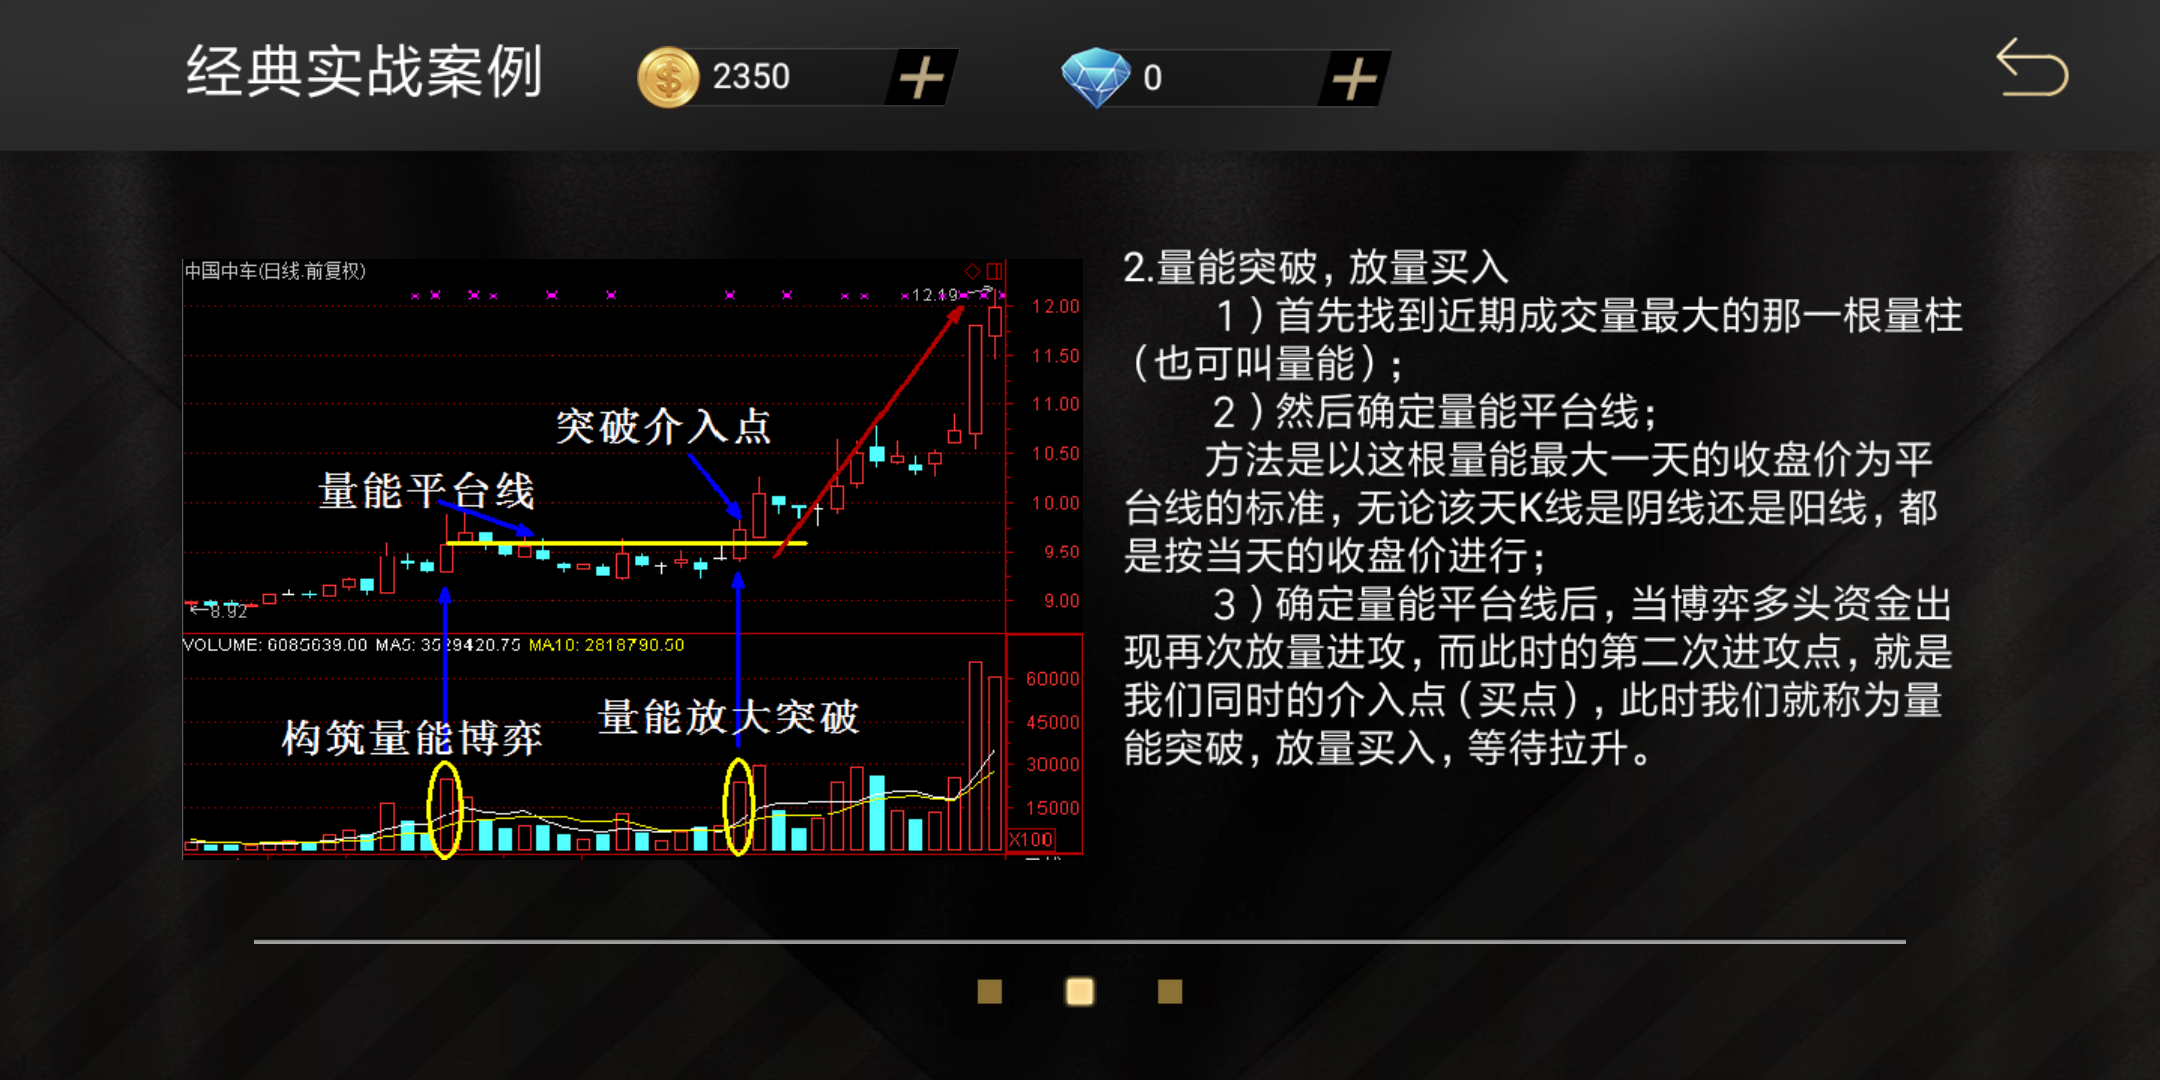 经典实战案例
2350
0
中国中车(日线.前复权)
12.19
12.00
11.50
11.00
10.50
10.00
9.50
9.00
突破介入点
量能平台线
8.92
VOLUME: 6085639.00 MA5: 3529420.75 MA10: 2818790.50
60000
45000
30000
15000
X100
构筑量能博弈
量能放大突破
2.量能突破，放量买入
1）首先找到近期成交量最大的那一根量柱
（也可叫量能）；
2）然后确定量能平台线；
方法是以这根量能最大一天的收盘价为平
台线的标准，无论该天K线是阴线还是阳线，都
是按当天的收盘价进行；
3）确定量能平台线后，当博弈多头资金出
现再次放量进攻，而此时的第二次进攻点，就是
我们同时的介入点（买点），此时我们就称为量
能突破，放量买入，等待拉升。